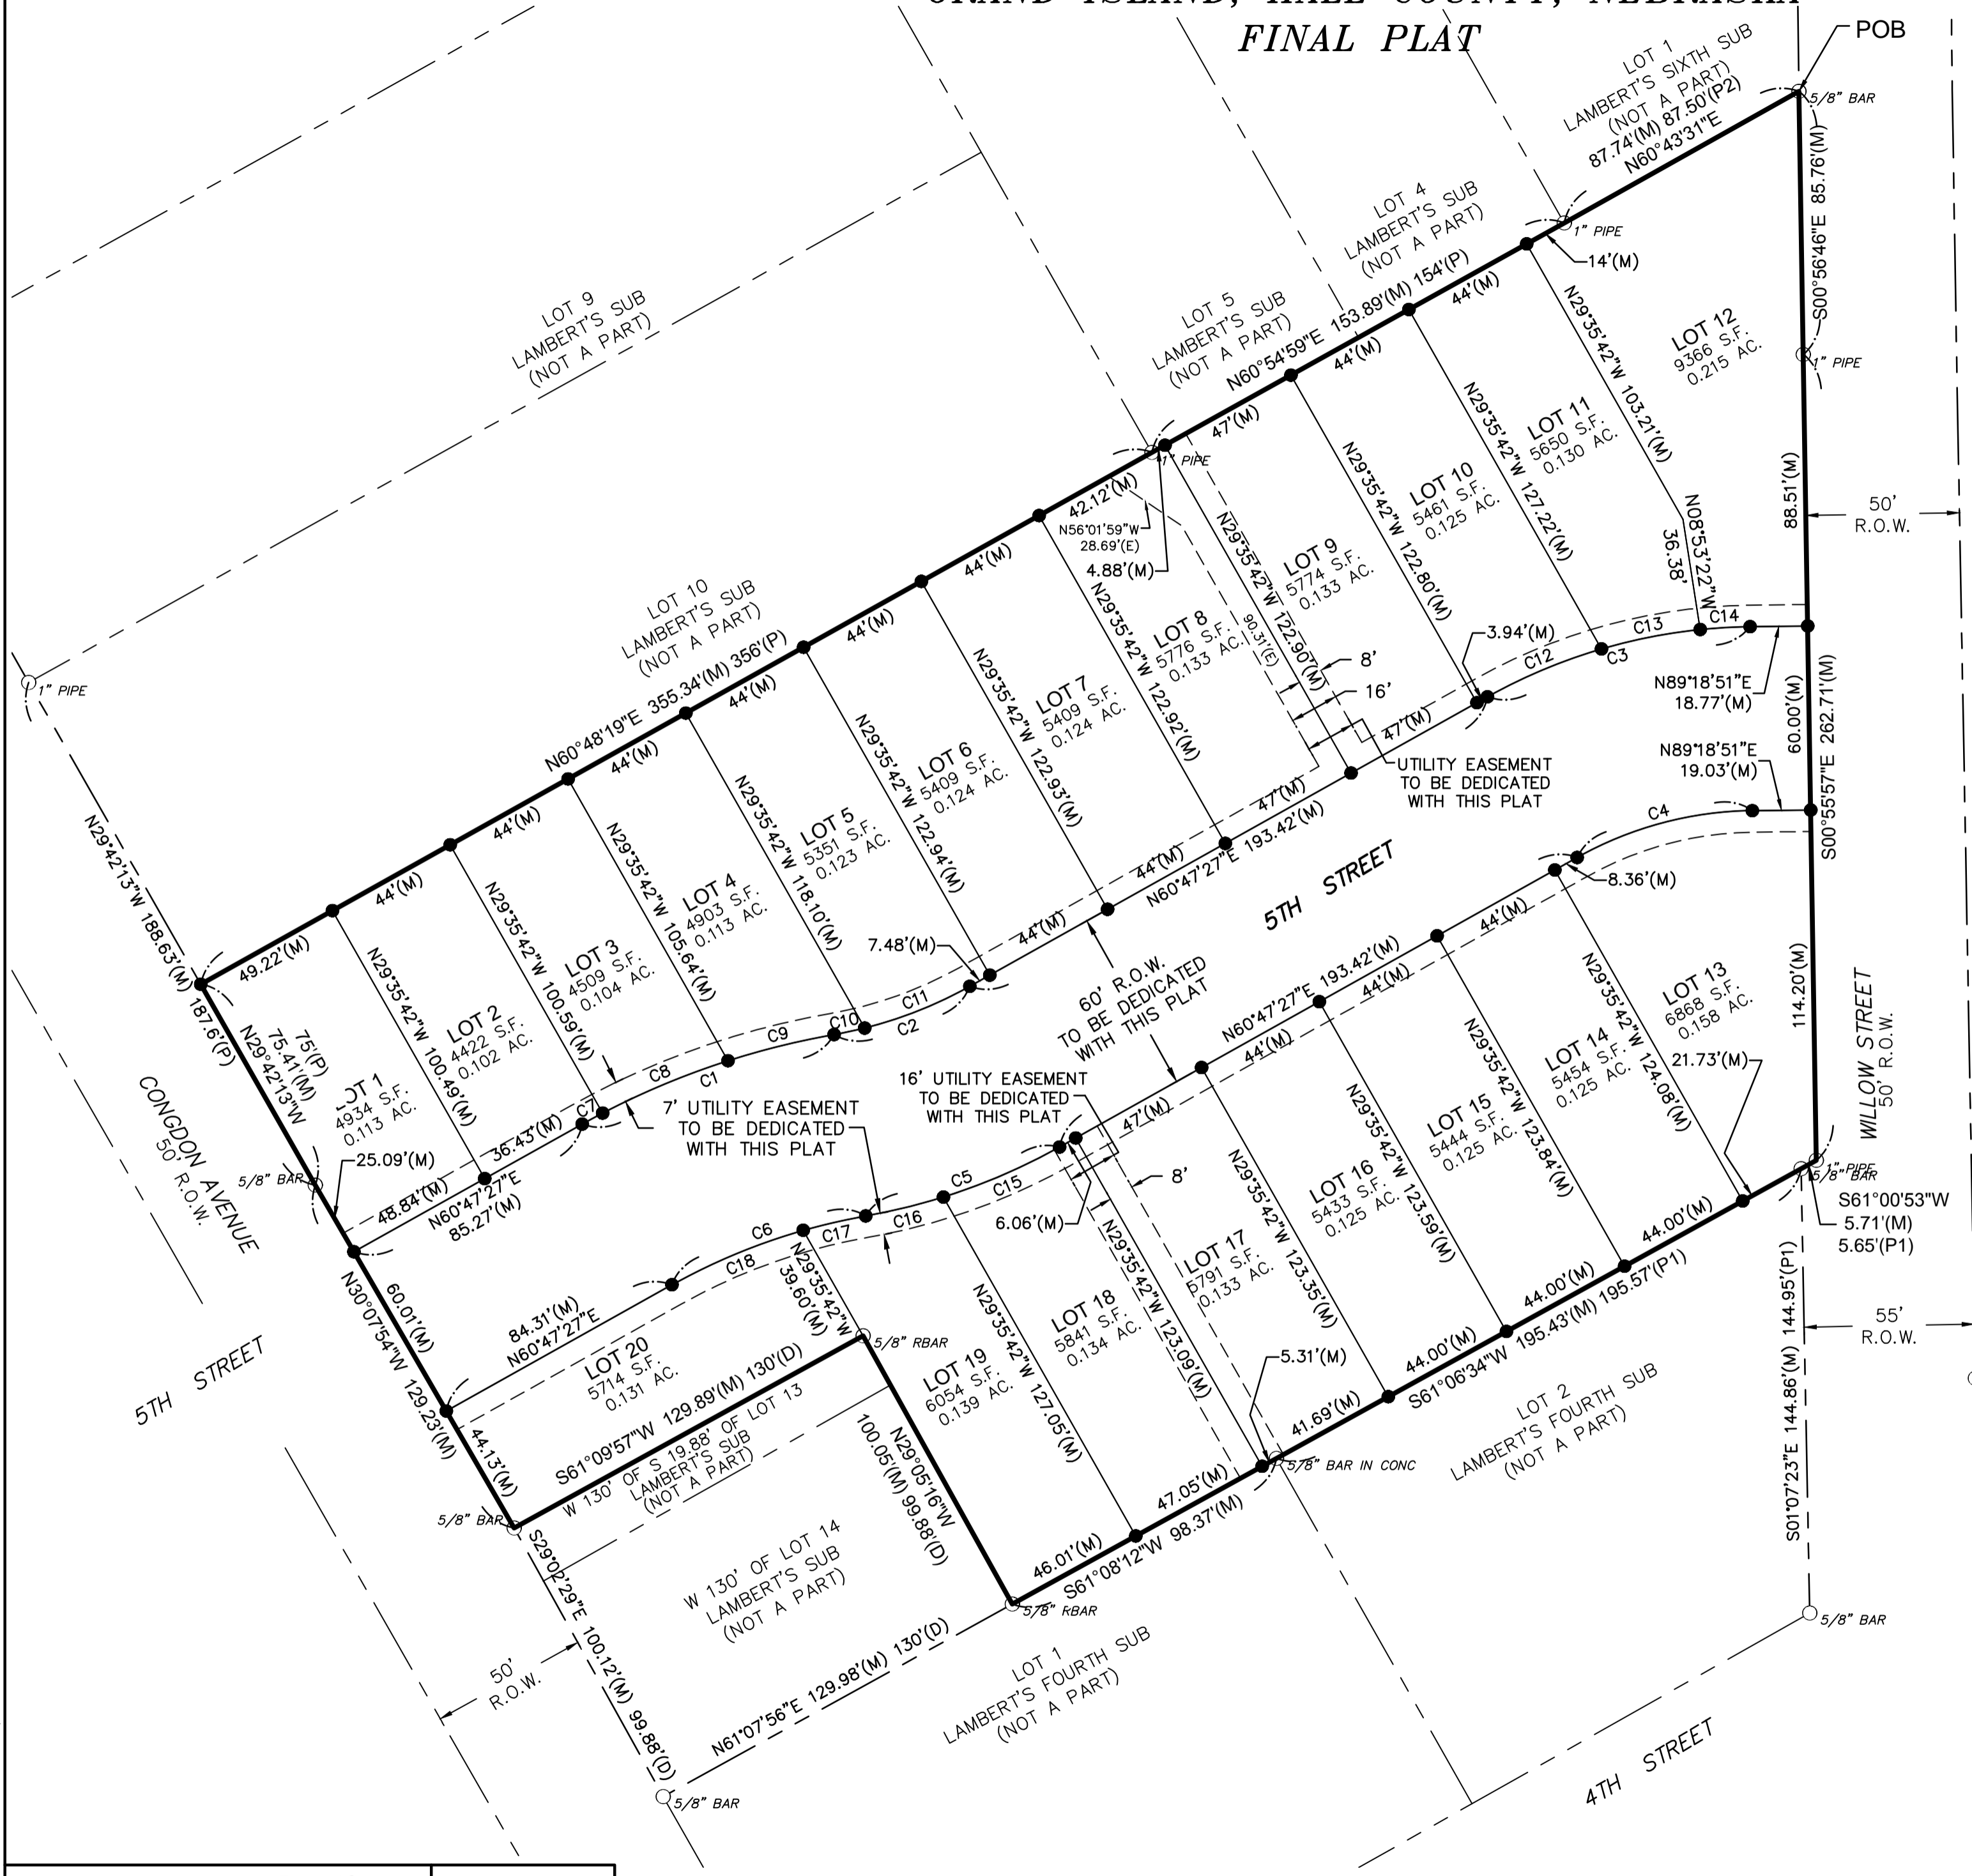 GRAND ISLAND, HALL COUNTY, NEBRASKA
FINAL PLAT
POB
5/8" BAR
LOT 1
LAMBERT'S SIXTH SUB
(NOT A PART)
87.74'(M) 87.50'(P2)
N60°43'31"E
S00°56'46"E 85.76'(M)
1" PIPE
14'(M)
1" PIPE
LOT 4
LAMBERT'S SUB
(NOT A PART)
LOT 5
LAMBERT'S SUB
(NOT A PART)
N60°54'59"E 153.89'(M) 154'(P)
44'(M)
44'(M)
47'(M)
LOT 9
LAMBERT'S SUB
(NOT A PART)
LOT 10
LAMBERT'S SUB
(NOT A PART)
N60°48'19"E 355.34'(M) 356'(P)
1" PIPE
1" PIPE
42.12'(M)
44'(M)
44'(M)
44'(M)
44'(M)
44'(M)
44'(M)
49.22'(M)
N56°01'59"W
28.69'(E)
4.88'(M)
LOT 12
9366 S.F.
0.215 AC.
N29°35'42"W 103.21'(M)
N08°53'22"W
36.38'
LOT 11
5650 S.F.
0.130 AC.
N29°35'42"W 127.22'(M)
LOT 10
5461 S.F.
0.125 AC.
N29°35'42"W 122.80'(M)
LOT 9
5774 S.F.
0.133 AC.
N29°35'42"W 122.90'(M)
90.31'(E)
LOT 8
5776 S.F.
0.133 AC.
N29°35'42"W 122.92'(M)
LOT 7
5409 S.F.
0.124 AC.
N29°35'42"W 122.93'(M)
LOT 6
5409 S.F.
0.124 AC.
N29°35'42"W 122.94'(M)
LOT 5
5351 S.F.
0.123 AC.
N29°35'42"W 118.10'(M)
LOT 4
4903 S.F.
0.113 AC.
N29°35'42"W 105.64'(M)
LOT 3
4509 S.F.
0.104 AC.
N29°35'42"W 100.59'(M)
LOT 2
4422 S.F.
0.102 AC.
N29°35'42"W 100.49'(M)
LOT 1
4934 S.F.
0.113 AC.
75'(P)
75.41'(M)
N29°42'13"W
N29°42'13"W 188.63'(M) 187.6'(P)
88.51'(M)
50'
R.O.W.
C14
C13
C3
C12
3.94'(M)
8'
16'
47'(M)
N89°18'51"E
18.77'(M)
60.00'(M)
S00°55'57"E 262.71'(M)
N89°18'51"E
19.03'(M)
C4
8.36'(M)
UTILITY EASEMENT
TO BE DEDICATED
WITH THIS PLAT
47'(M)
44'(M)
N60°47'27"E 193.42'(M)
44'(M)
7.48'(M)
5TH STREET
60' R.O.W.
TO BE DEDICATED
WITH THIS PLAT
C11
C2
C10
C9
C1
C8
C7
36.43'(M)
48.84'(M)
N60°47'27"E
85.27'(M)
25.09'(M)
5/8" BAR
7' UTILITY EASEMENT
TO BE DEDICATED
WITH THIS PLAT
16' UTILITY EASEMENT
TO BE DEDICATED
WITH THIS PLAT
CONGDON AVENUE
50' R.O.W.
60.01'(M)
N30°07'54"W 129.23'(M)
44.13'(M)
84.31'(M)
N60°47'27"E
C6
C18
C17
C16
C5
C15
6.06'(M)
8'
47'(M)
44'(M)
N60°47'27"E 193.42'(M)
44'(M)
44'(M)
LOT 13
6868 S.F.
0.158 AC.
114.20'(M)
21.73'(M)
N29°35'42"W 124.08'(M)
LOT 14
5454 S.F.
0.125 AC.
N29°35'42"W 123.84'(M)
LOT 15
5444 S.F.
0.125 AC.
N29°35'42"W 123.59'(M)
LOT 16
5433 S.F.
0.125 AC.
N29°35'42"W 123.35'(M)
LOT 17
5791 S.F.
0.133 AC.
N29°35'42"W 123.09'(M)
LOT 18
5841 S.F.
0.134 AC.
N29°35'42"W 127.05'(M)
LOT 19
6054 S.F.
0.139 AC.
N29°35'42"W
39.60'(M)
LOT 20
5714 S.F.
0.131 AC.
5/8" RBAR
S61°09'57"W 129.89'(M) 130'(D)
W 130' OF S 19.88' OF LOT 13
LAMBERT'S SUB
(NOT A PART)
N29°05'16"W
100.05'(M) 99.88'(D)
W 130' OF LOT 14
LAMBERT'S SUB
(NOT A PART)
5/8" BAR
S29°02'29"E 100.12'(M) 99.88'(D)
5TH STREET
50'
R.O.W.
N61°07'56"E 129.98'(M) 130'(D)
5/8" BAR
5/8" RBAR
LOT 1
LAMBERT'S FOURTH SUB
(NOT A PART)
46.01'(M)
S61°08'12"W 98.37'(M)
47.05'(M)
5.31'(M)
5/8" BAR IN CONC
41.69'(M)
44.00'(M)
S61°06'34"W 195.43'(M) 195.57'(P1)
44.00'(M)
44.00'(M)
LOT 2
LAMBERT'S FOURTH SUB
(NOT A PART)
1" PIPE
5/8" BAR
S61°00'53"W
5.71'(M)
5.65'(P1)
WILLOW STREET
50' R.O.W.
55'
R.O.W.
S01°07'23"E 144.86'(M) 144.95'(P1)
5/8" BAR
4TH STREET